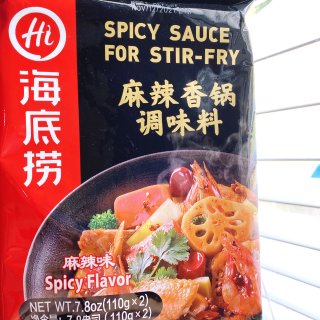 Hi
海底捞
SPICY SAUCE
FOR STIR-FRY
麻辣香锅
调味料
麻辣味
Spicy Flavor
NET WT.7.8oz(110g×2)